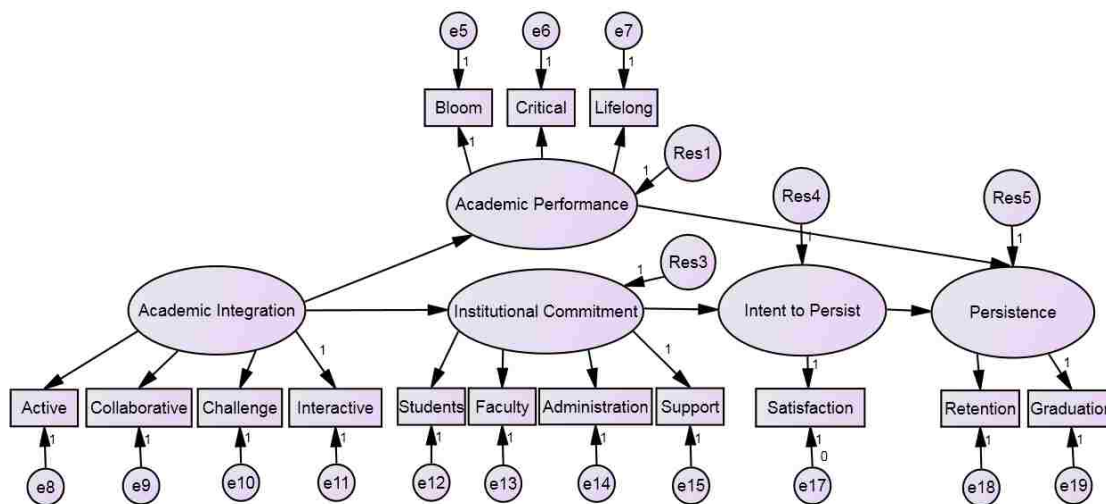 e5 e6 e7
1 1 1
Bloom Critical Lifelong
1
Res1
1
Academic Performance
Res4
1
Res5
1
Res3
1
Academic Integration Institutional Commitment Intent to Persist Persistence
1 1 1 1
Active Collaborative Challenge Interactive Students Faculty Administration Support Satisfaction Retention Graduation
1 1 1 1 1 1 1 1 1 1 1
0
e8 e9 e10 e11 e12 e13 e14 e15 e17 e18 e19